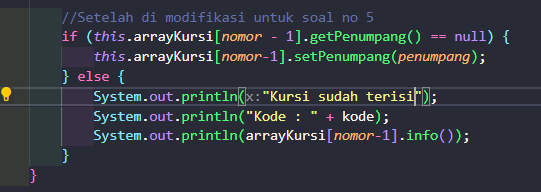 //Setelah di modifikasi untuk soal no 5
if (this.arrayKursi[nomor - 1].getPenumpang() == null) {
this.arrayKursi[nomor-1].setPenumpang(penumpang);
} else {
System.out.println(x:"Kursi sudah terisi");
System.out.println("Kode : " + kode);
System.out.println(arrayKursi[nomor-1].info());
}
}